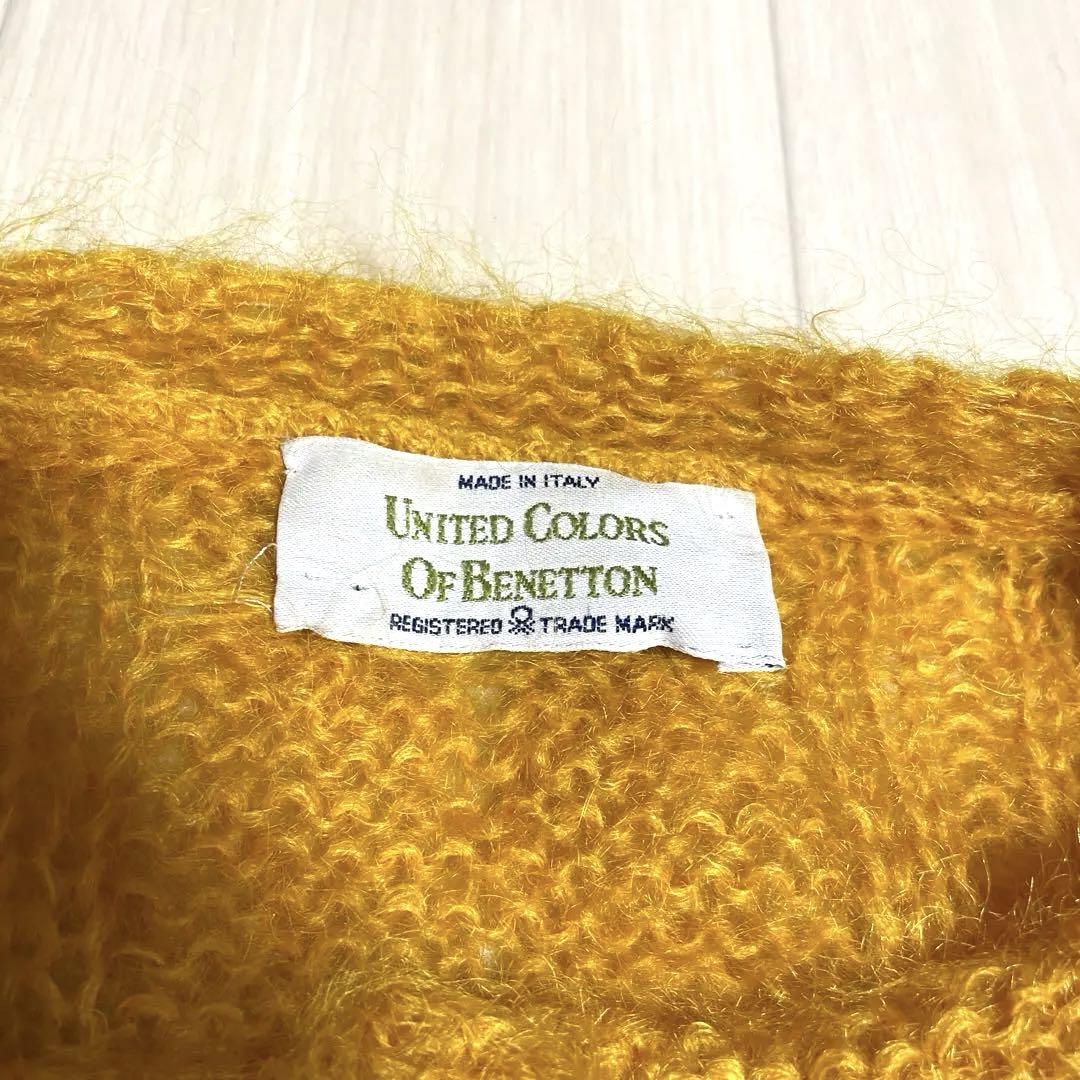 MADE IN ITALY
UNITED COLORS
OF BENETTON
REGISTERED TRADE MARK